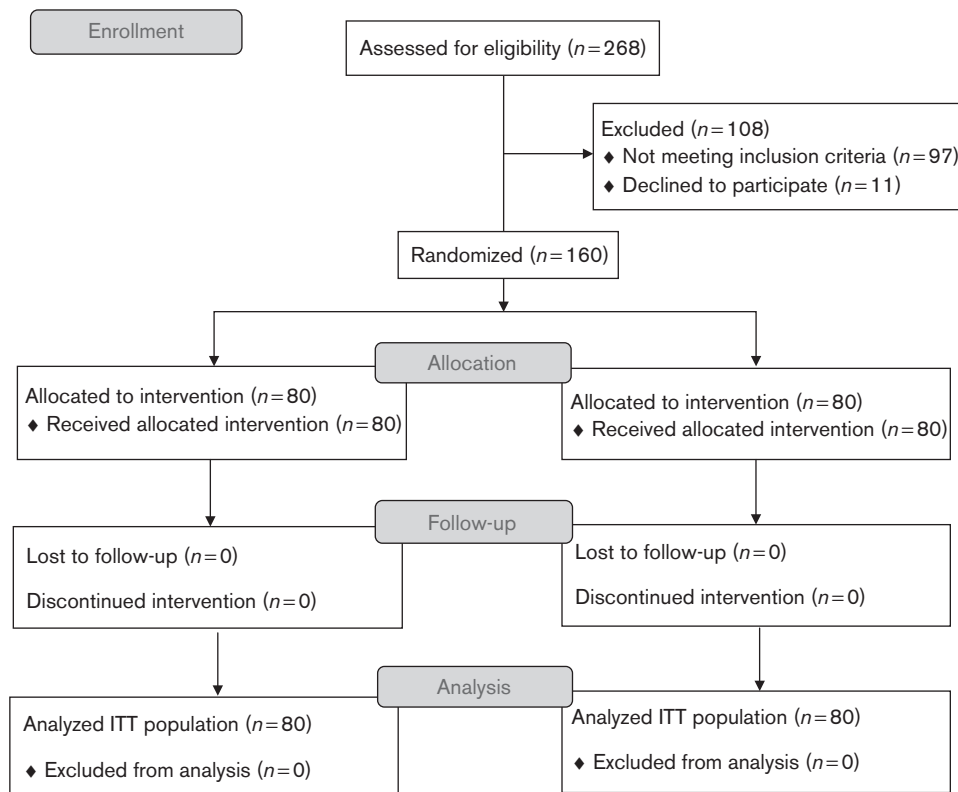 Enrollment
Assessed for eligibility (n=268)
Excluded (n=108)
♦ Not meeting inclusion criteria (n=97)
♦ Declined to participate (n=11)
Randomized (n=160)
Allocation
Allocated to intervention (n=80)
♦ Received allocated intervention (n=80)
Allocated to intervention (n=80)
♦ Received allocated intervention (n=80)
Follow-up
Lost to follow-up (n=0)
Discontinued intervention (n=0)
Lost to follow-up (n=0)
Discontinued intervention (n=0)
Analysis
Analyzed ITT population (n=80)
♦ Excluded from analysis (n=0)
Analyzed ITT population (n=80)
♦ Excluded from analysis (n=0)